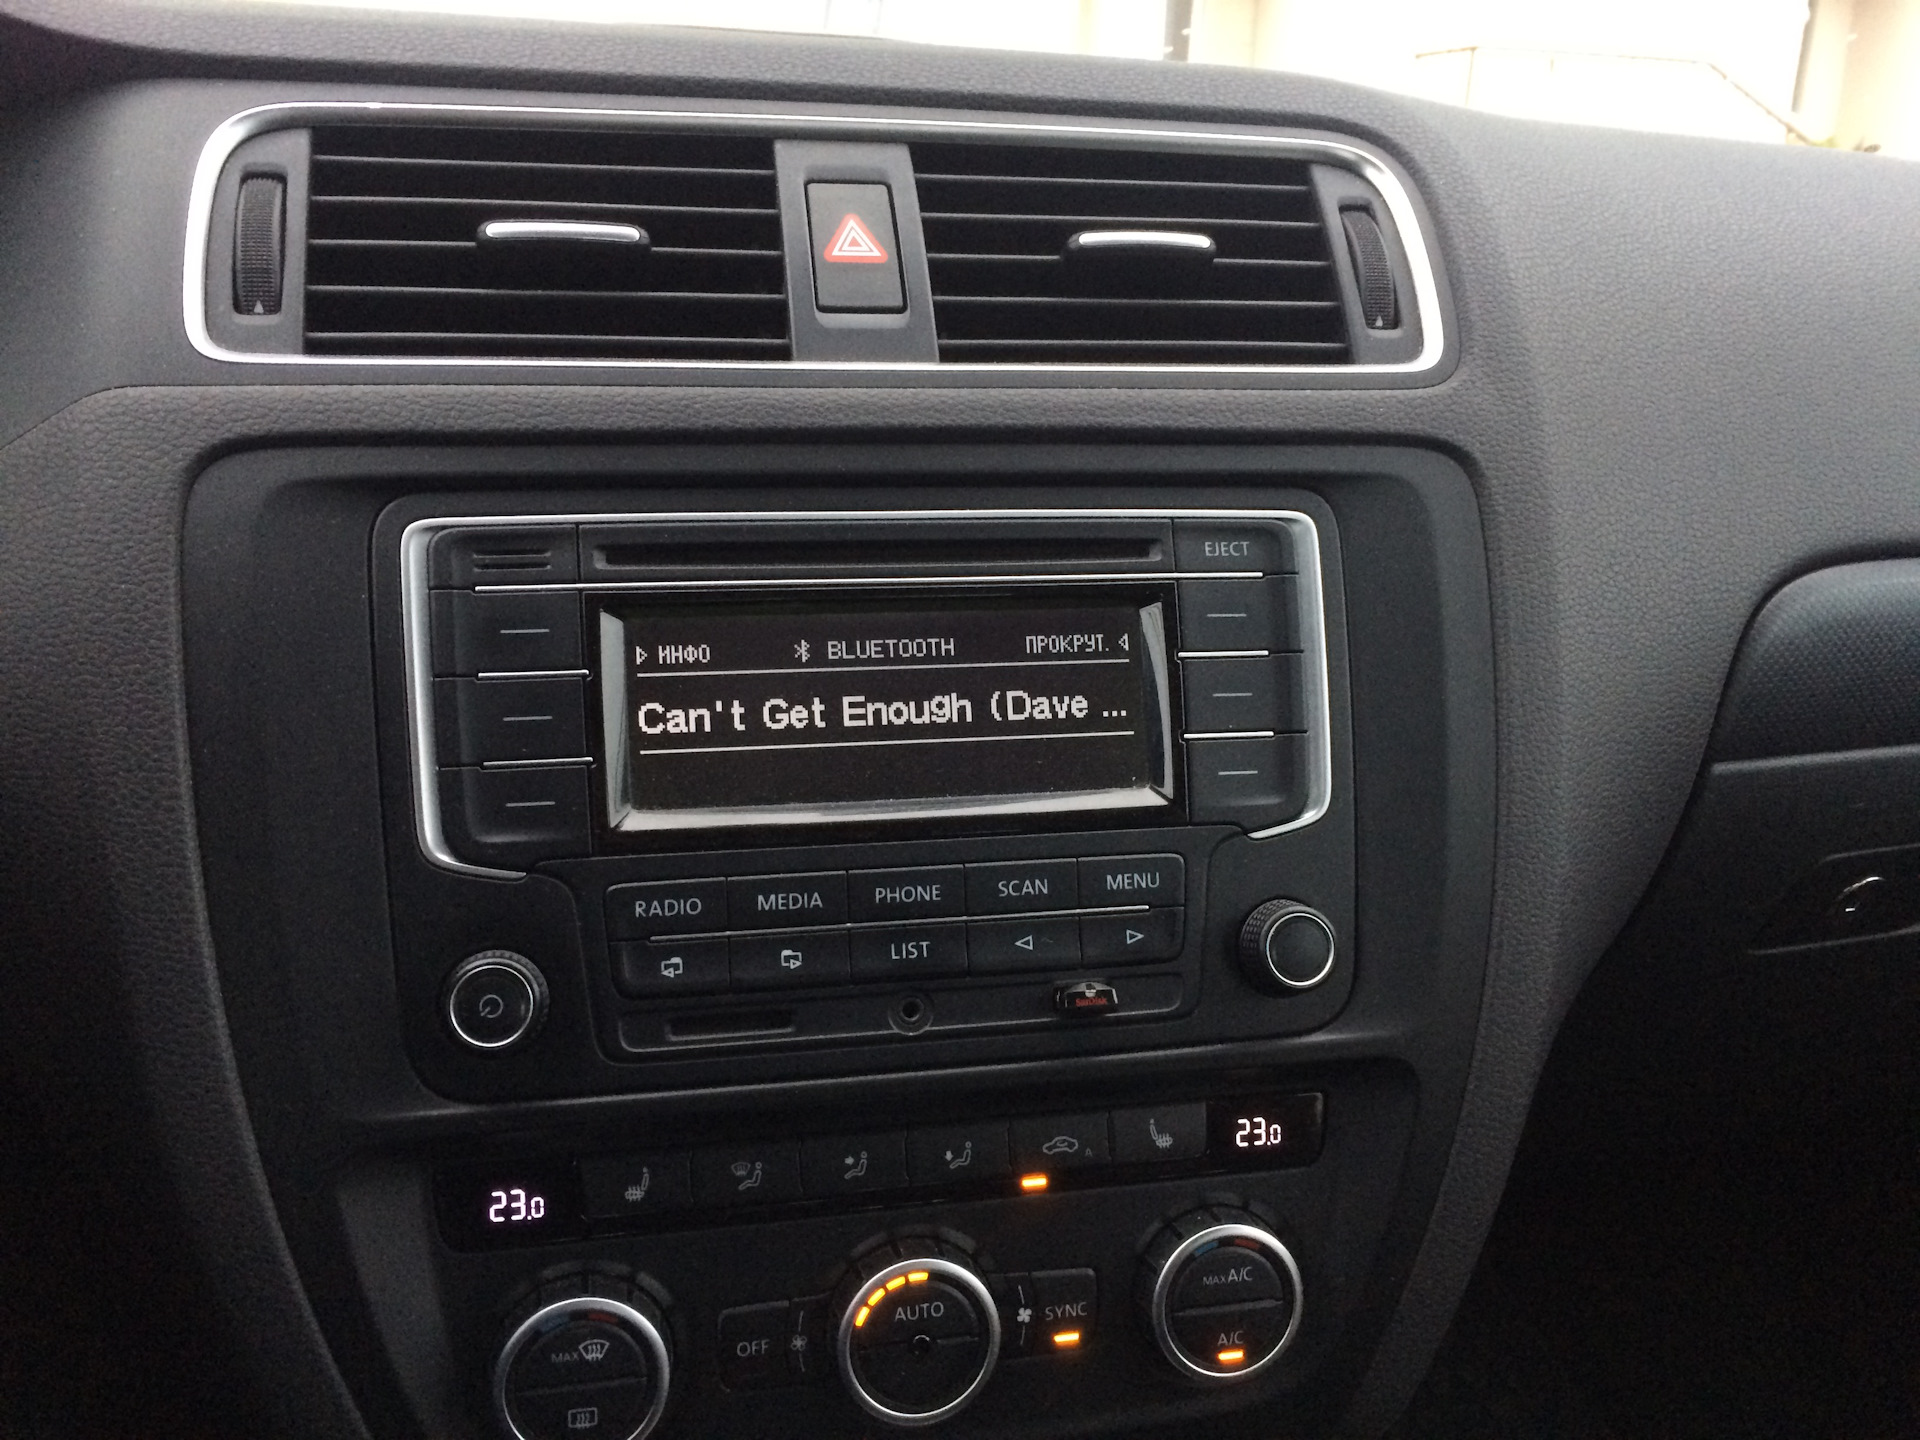 EJECT
ИНФО BLUETOOTH ПРОКРУТ.
Can't Get Enough (Dave ...
RADIO MEDIA PHONE SCAN MENU
LIST
SanDisk
23.0 A 23.0
MAX OFF AUTO SYNC MAX A/C
A/C